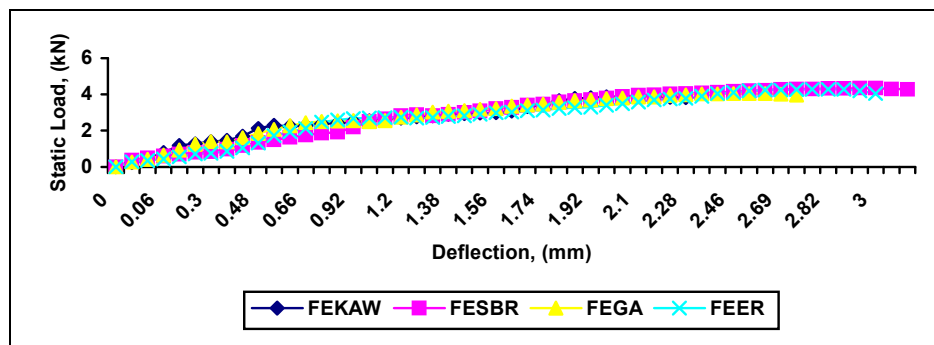 Static Load, (kN)
6
4
2
0
0 0.06 0.3 0.48 0.66 0.92 1.2 1.38 1.56 1.74 1.92 2.1 2.28 2.46 2.69 2.82 3
Deflection, (mm)
FEKAW FESBR FEGA FEER